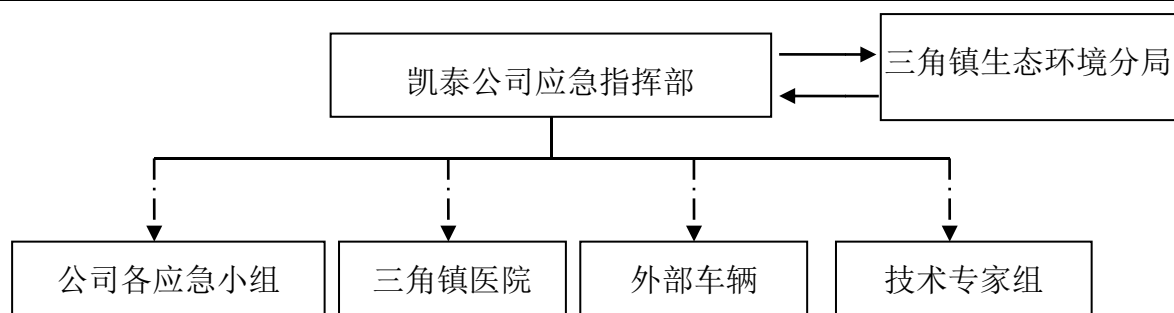 凯泰公司应急指挥部
三角镇生态环境分局
公司各应急小组
三角镇医院
外部车辆
技术专家组